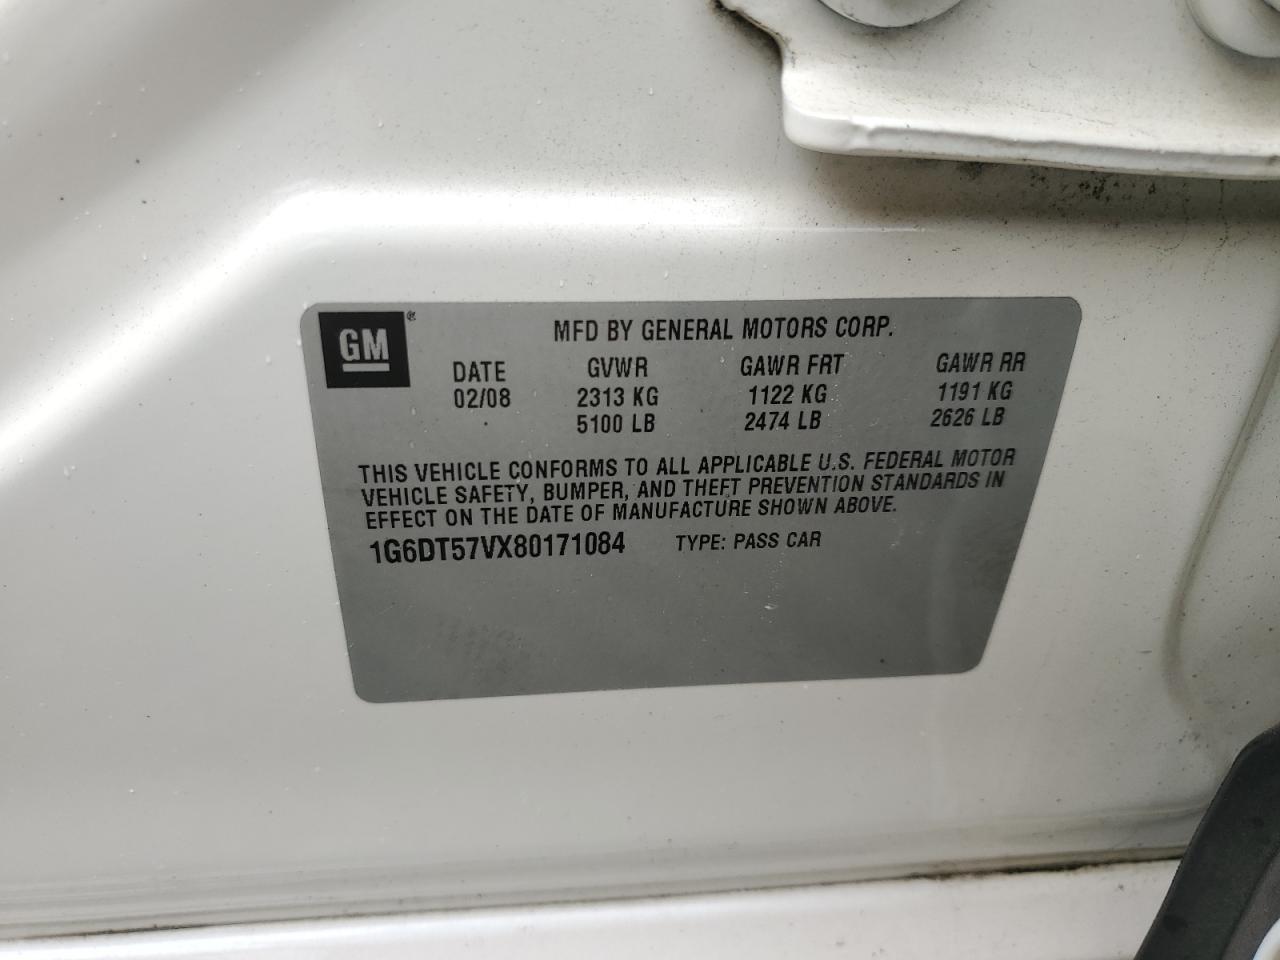 GM ®
MFD BY GENERAL MOTORS CORP.
DATE GVWR GAWR FRT GAWR RR
02/08 2313 KG 1122 KG 1191 KG
5100 LB 2474 LB 2626 LB
THIS VEHICLE CONFORMS TO ALL APPLICABLE U.S. FEDERAL MOTOR
VEHICLE SAFETY, BUMPER, AND THEFT PREVENTION STANDARDS IN
EFFECT ON THE DATE OF MANUFACTURE SHOWN ABOVE.
1G6DT57VX80171084 TYPE: PASS CAR